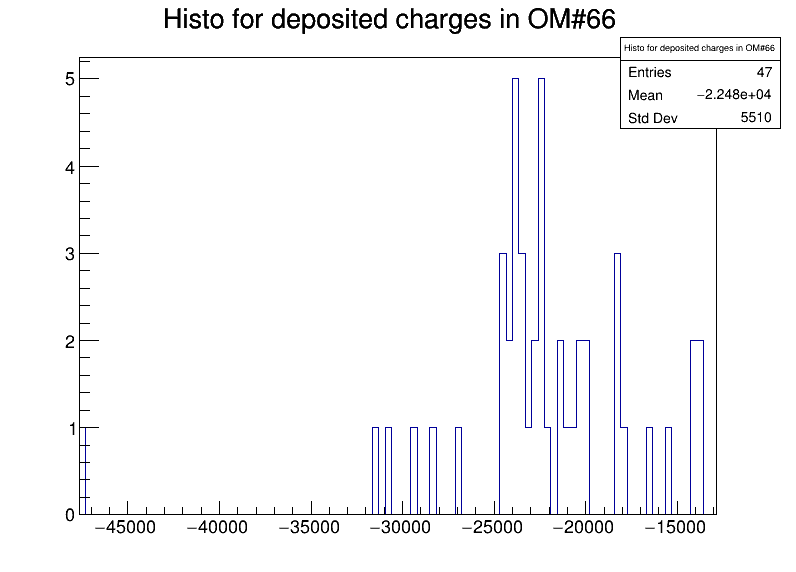 Histo for deposited charges in OM#66
Histo for deposited charges in OM#66
Entries 47
Mean −2.248e+04
Std Dev 5510
5
4
3
2
1
0
−45000 −40000 −35000 −30000 −25000 −20000 −15000